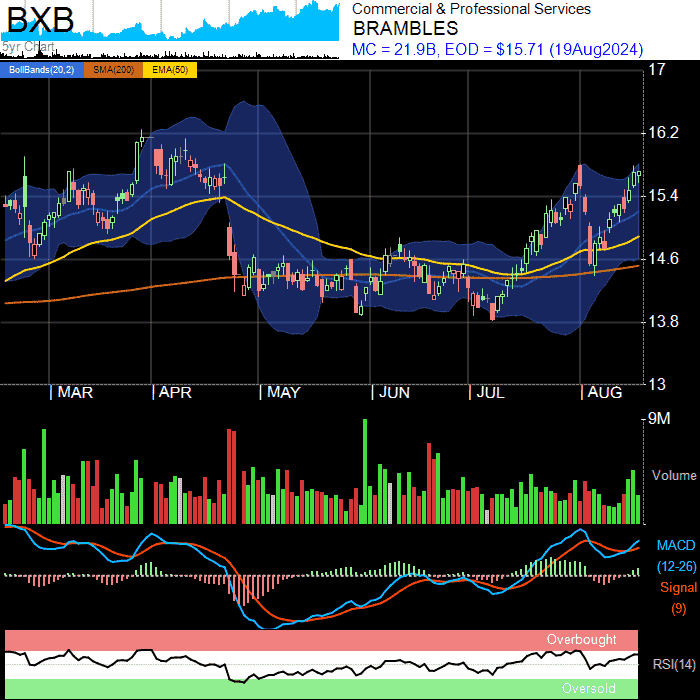 BXB
5yr Chart
Commercial & Professional Services
BRAMBLES
MC = 21.9B, EOD = $15.71 (19Aug2024)
BollBands(20,2) SMA(200) EMA(50)
17
16.2
15.4
14.6
13.8
13
MAR APR MAY JUN JUL AUG
9M
Volume
MACD
(12-26)
Signal
(9)
Overbought
RSI(14)
Oversold